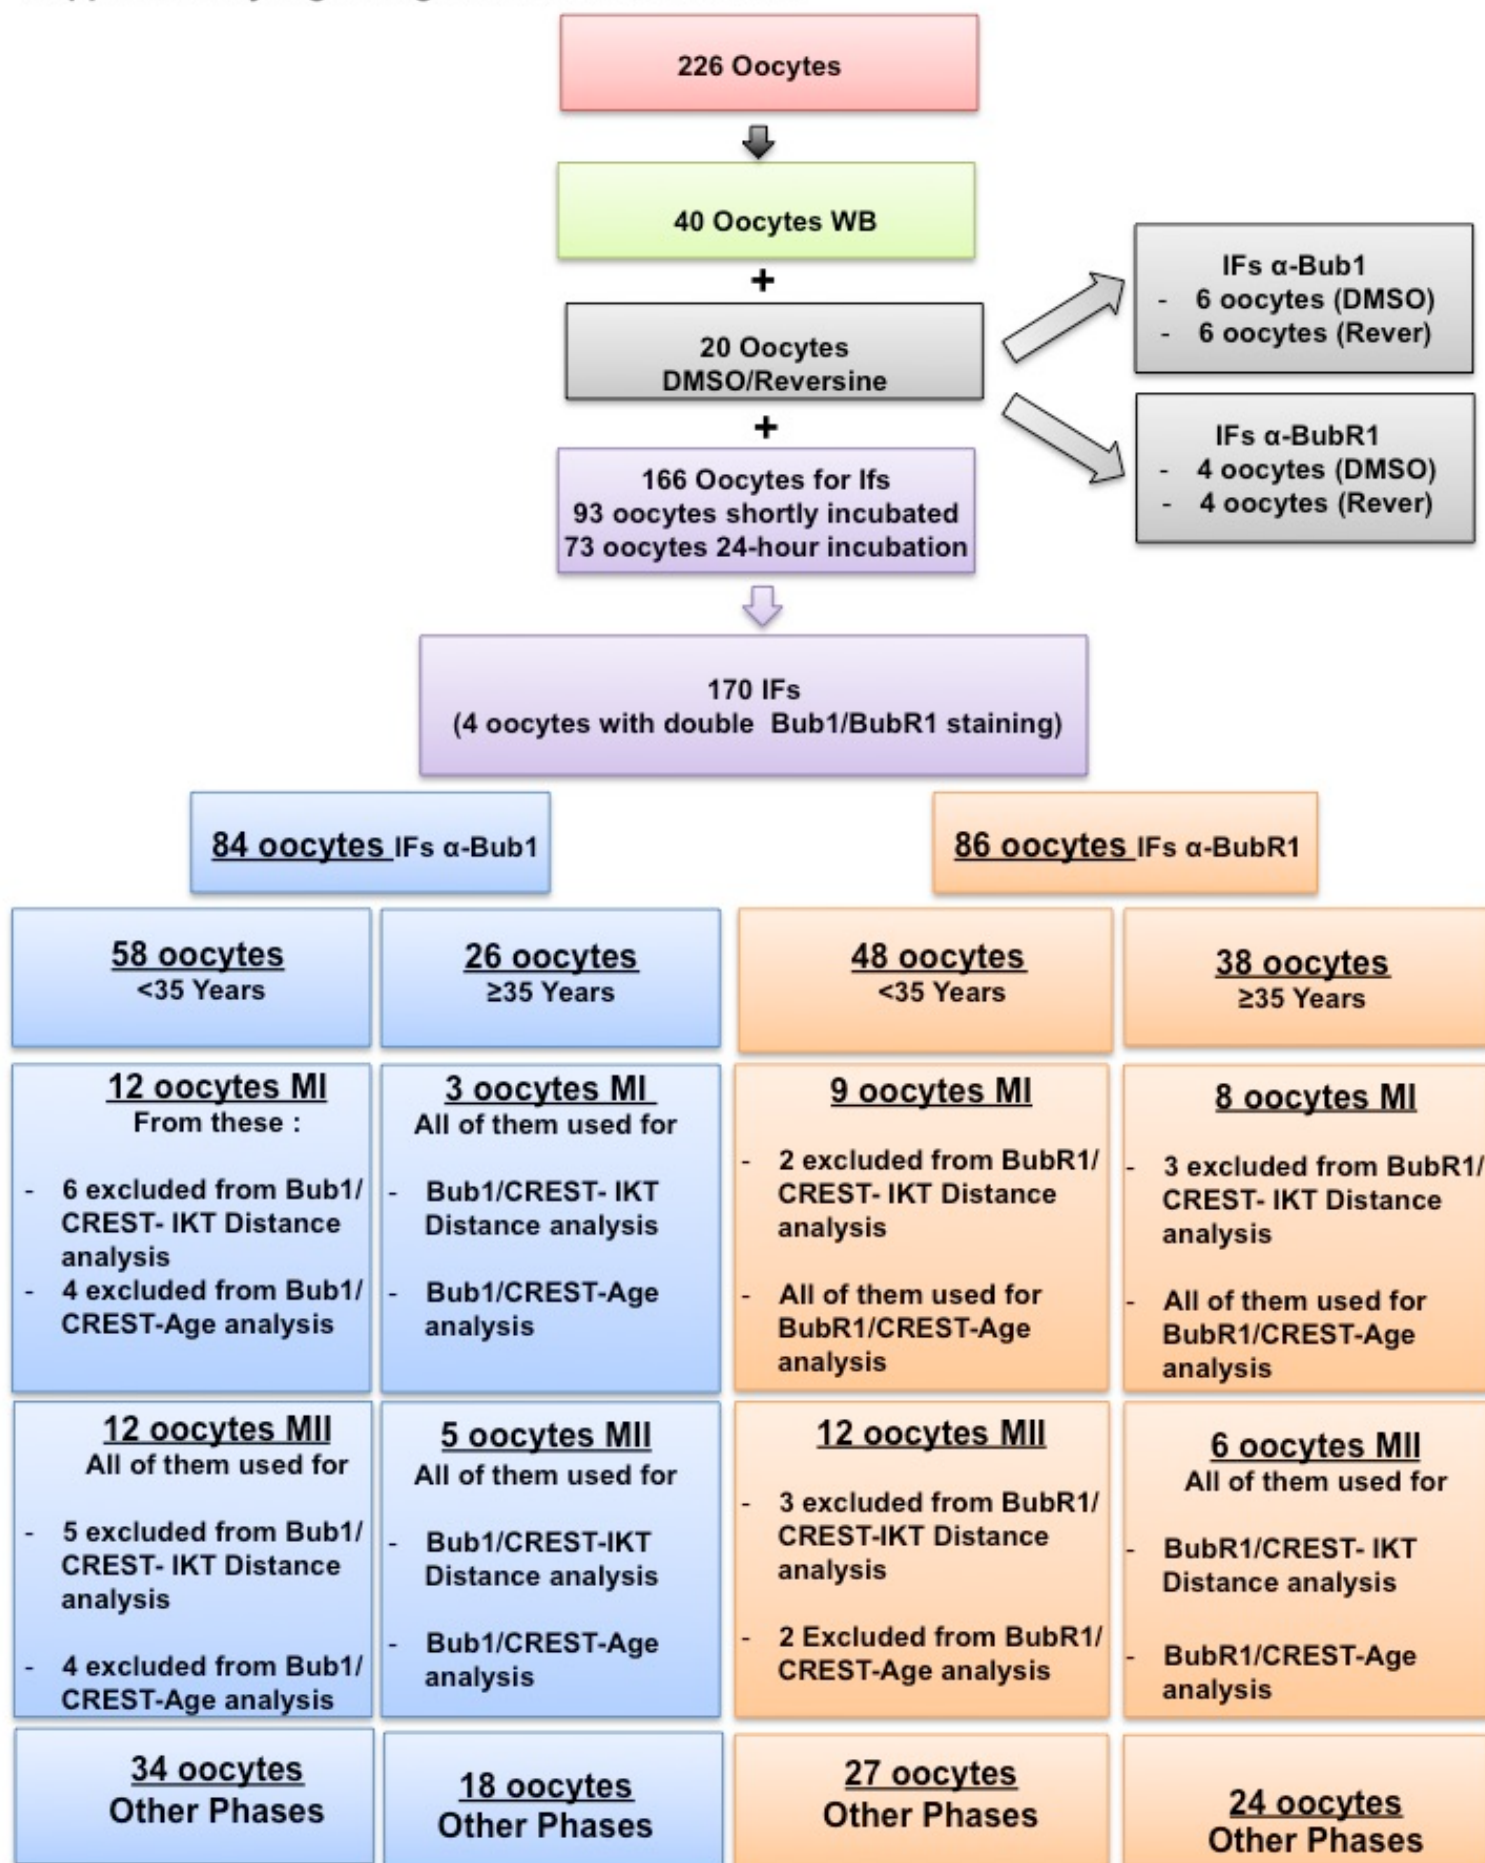 226 Oocytes
40 Oocytes WB
+
20 Oocytes
DMSO/Reversine
+
IFs α-Bub1
- 6 oocytes (DMSO)
- 6 oocytes (Rever)
IFs α-BubR1
- 4 oocytes (DMSO)
- 4 oocytes (Rever)
166 Oocytes for Ifs
93 oocytes shortly incubated
73 oocytes 24-hour incubation
170 IFs
(4 oocytes with double Bub1/BubR1 staining)
84 oocytes IFs α-Bub1
86 oocytes IFs α-BubR1
58 oocytes
<35 Years
26 oocytes
≥35 Years
48 oocytes
<35 Years
38 oocytes
≥35 Years
12 oocytes MI
From these :
- 6 excluded from Bub1/
CREST- IKT Distance
analysis
- 4 excluded from Bub1/
CREST-Age analysis
3 oocytes MI
All of them used for
- Bub1/CREST- IKT
Distance analysis
- Bub1/CREST-Age
analysis
9 oocytes MI
- 2 excluded from BubR1/
CREST- IKT Distance
analysis
- All of them used for
BubR1/CREST-Age
analysis
8 oocytes MI
- 3 excluded from BubR1/
CREST- IKT Distance
analysis
- All of them used for
BubR1/CREST-Age
analysis
12 oocytes MII
All of them used for
- 5 excluded from Bub1/
CREST- IKT Distance
analysis
- 4 excluded from Bub1/
CREST-Age analysis
5 oocytes MII
All of them used for
- Bub1/CREST-IKT
Distance analysis
- Bub1/CREST-Age
analysis
12 oocytes MII
- 3 excluded from BubR1/
CREST-IKT Distance
analysis
- 2 Excluded from BubR1/
CREST-Age analysis
6 oocytes MII
All of them used for
- BubR1/CREST- IKT
Distance analysis
- BubR1/CREST-Age
analysis
34 oocytes
Other Phases
18 oocytes
Other Phases
27 oocytes
Other Phases
24 oocytes
Other Phases